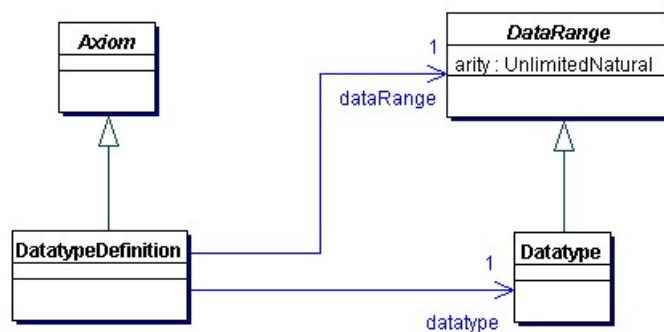 Axiom
DataRange
arity : UnlimitedNatural
1
dataRange
DatatypeDefinition
Datatype
1
datatype